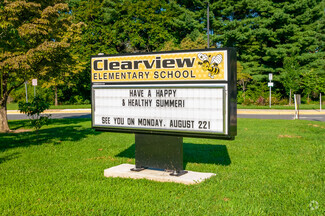 Clearview
ELEMENTARY SCHOOL
HAVE A HAPPY
& HEALTHY SUMMER!
SEE YOU ON MONDAY, AUGUST 22!